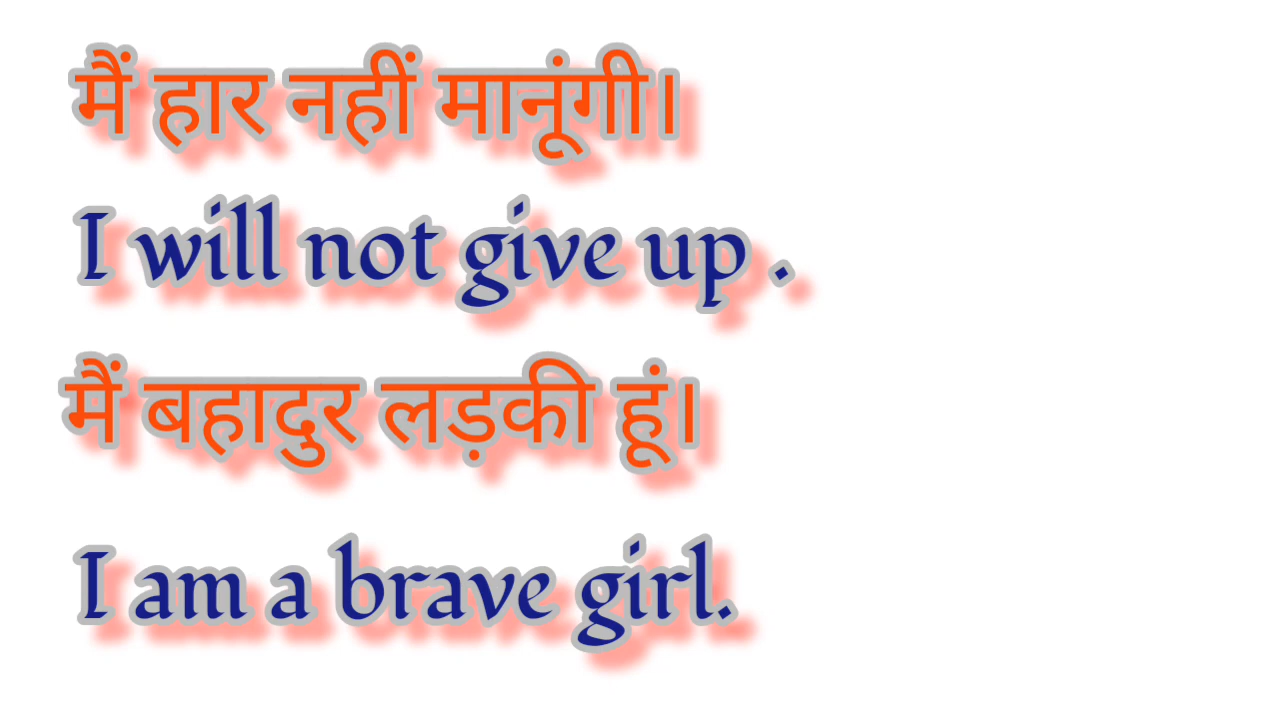 मैं हार नहीं मानूंगी।
I will not give up .
मैं बहादुर लड़की हूं।
I am a brave girl.